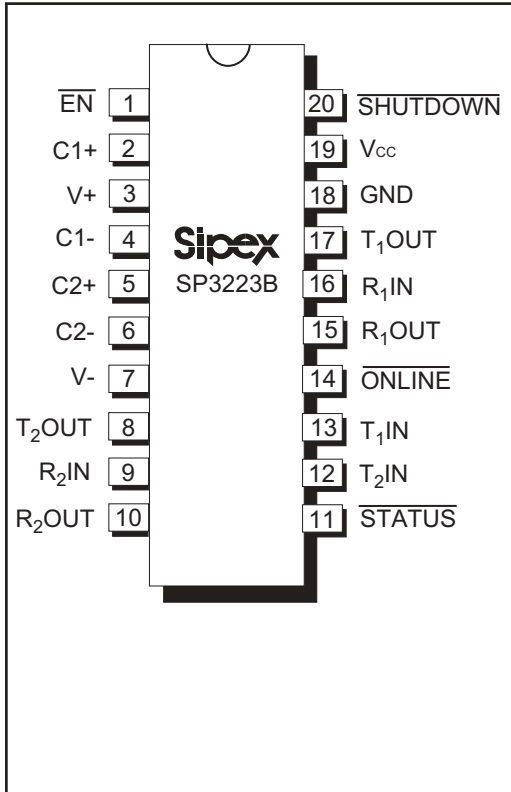 EN 1 20 SHUTDOWN
C1+ 2 19 Vcc
V+ 3 18 GND
C1- 4 Sipex 17 T₁OUT
C2+ 5 SP3223B 16 R₁IN
C2- 6 15 R₁OUT
V- 7 14 ONLINE
T₂OUT 8 13 T₁IN
R₂IN 9 12 T₂IN
R₂OUT 10 11 STATUS